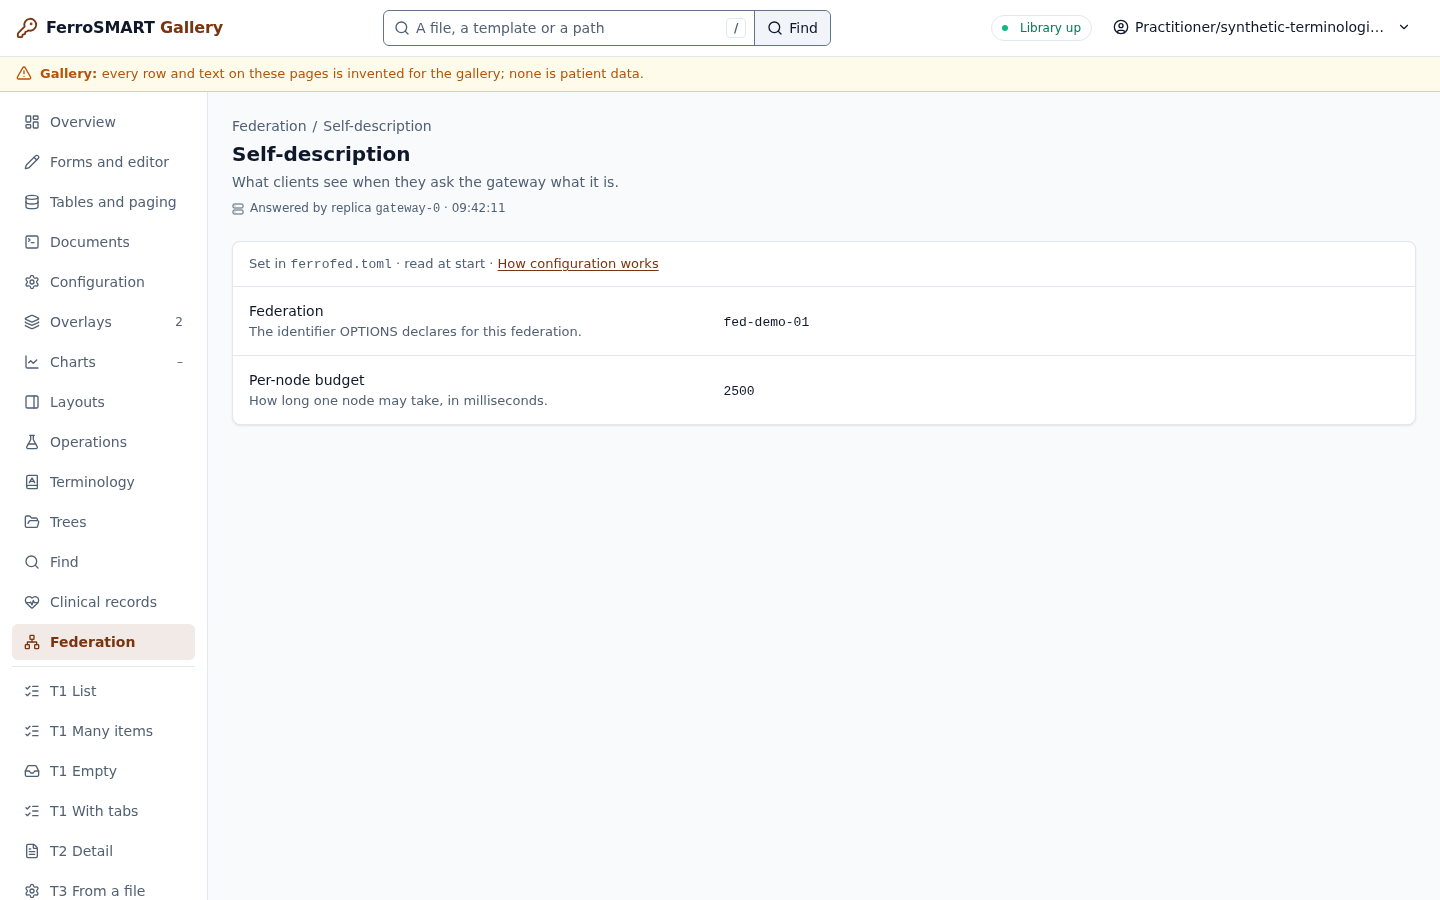 FerroSMART Gallery
A file, a template or a path
/
Find
Library up
Practitioner/synthetic-terminologi...
Gallery: every row and text on these pages is invented for the gallery; none is patient data.
Overview
Forms and editor
Tables and paging
Documents
Configuration
Overlays 2
Charts –
Layouts
Operations
Terminology
Trees
Find
Clinical records
Federation
T1 List
T1 Many items
T1 Empty
T1 With tabs
T2 Detail
T3 From a file
Federation / Self-description
Self-description
What clients see when they ask the gateway what it is.
Answered by replica gateway-0 · 09:42:11
Set in ferrofed.toml · read at start · How configuration works
Federation
The identifier OPTIONS declares for this federation.
fed-demo-01
Per-node budget
How long one node may take, in milliseconds.
2500